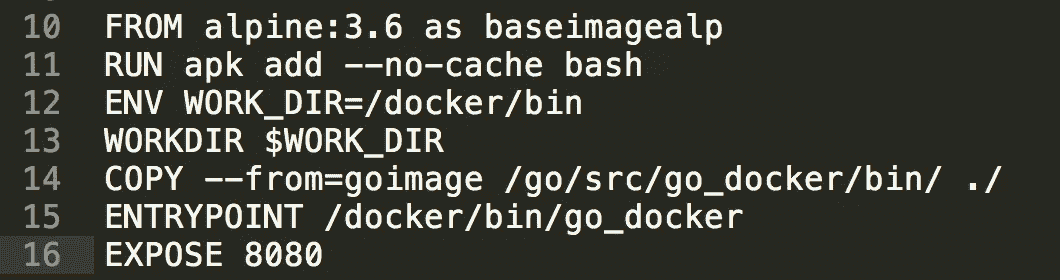 10 FROM alpine:3.6 as baseimagealp
11 RUN apk add --no-cache bash
12 ENV WORK_DIR=/docker/bin
13 WORKDIR $WORK_DIR
14 COPY --from=goimage /go/src/go_docker/bin/ ./
15 ENTRYPOINT /docker/bin/go_docker
16 EXPOSE 8080